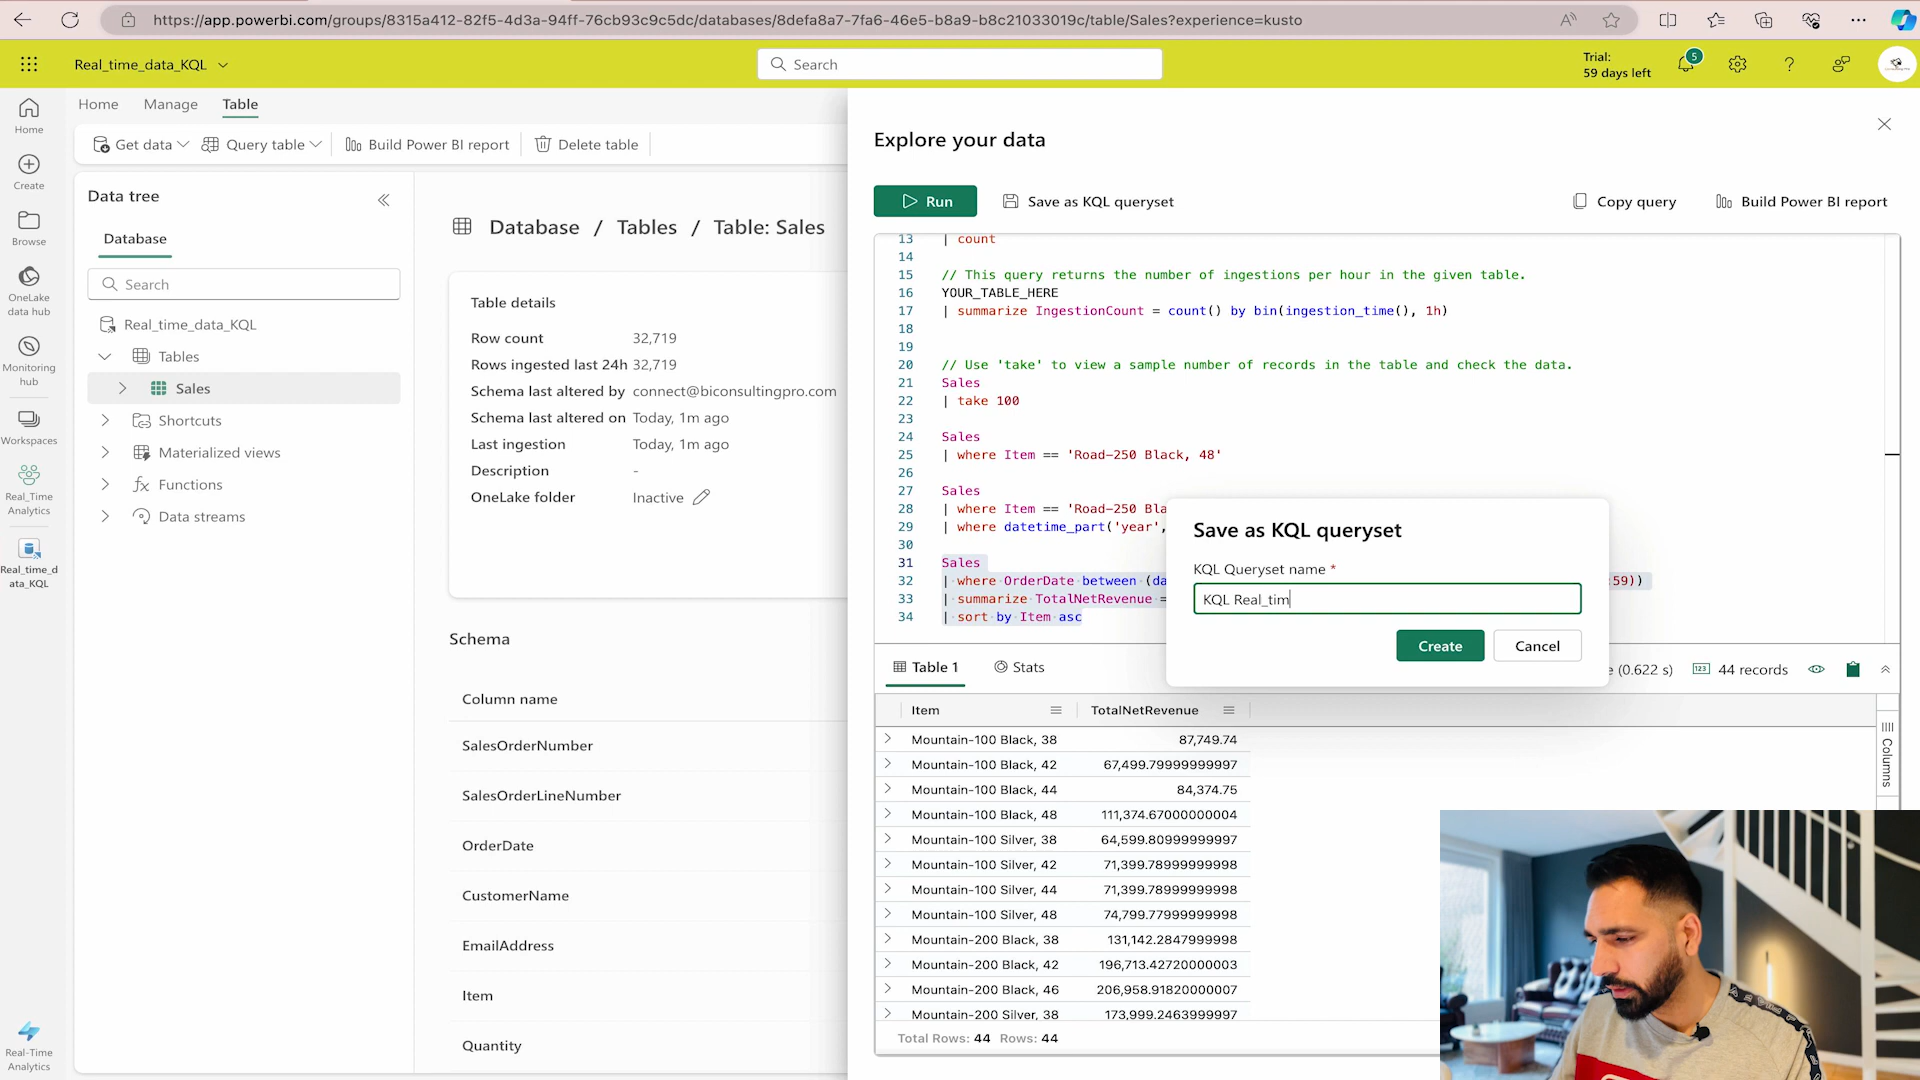 https://app.powerbi.com/groups/8315a412-82f5-4d3a-94ff-76cb93c9c5dc/databases/8defa8a7-7fa6-46e5-b8a9-b8c21033019c/table/Sales?experience=kusto
Real_time_data_KQL
Search
Trial:
59 days left
5
Home
Create
Browse
OneLake
data hub
Monitoring
hub
Workspaces
Real_Time
Analytics
Real_time_d
ata_KQL
Real-Time
Analytics
Home Manage Table
Get data Query table Build Power BI report Delete table
Data tree
Database
Search
Real_time_data_KQL
Tables
Sales
Shortcuts
Materialized views
Functions
Data streams
Database / Tables / Table: Sales
Table details
Row count 32,719
Rows ingested last 24h 32,719
Schema last altered by connect@biconsultingpro.com
Schema last altered on Today, 1m ago
Last ingestion Today, 1m ago
Description -
OneLake folder Inactive
Schema
Column name
SalesOrderNumber
SalesOrderLineNumber
OrderDate
CustomerName
EmailAddress
Item
Quantity
Explore your data
Run Save as KQL queryset Copy query Build Power BI report
13 | count
14
15 // This query returns the number of ingestions per hour in the given table.
16 YOUR_TABLE_HERE
17 | summarize IngestionCount = count() by bin(ingestion_time(), 1h)
18
19
20 // Use 'take' to view a sample number of records in the table and check the data.
21 Sales
22 | take 100
23
24 Sales
25 | where Item == 'Road-250 Black, 48'
26
27 Sales
28 | where Item == 'Road-250 Bla
29 | where datetime_part('year',
30
31 Sales
32 | where OrderDate between (da :59))
33 | summarize TotalNetRevenue =
34 | sort by Item asc
Save as KQL queryset
KQL Queryset name *
KQL Real_tim
Create Cancel
Table 1 Stats e (0.622 s) 44 records
Item TotalNetRevenue
Mountain-100 Black, 38 87,749.74
Mountain-100 Black, 42 67,499.79999999997
Mountain-100 Black, 44 84,374.75
Mountain-100 Black, 48 111,374.67000000004
Mountain-100 Silver, 38 64,599.80999999997
Mountain-100 Silver, 42 71,399.78999999998
Mountain-100 Silver, 44 71,399.78999999998
Mountain-100 Silver, 48 74,799.77999999998
Mountain-200 Black, 38 131,142.2847999998
Mountain-200 Black, 42 196,713.42720000003
Mountain-200 Black, 46 206,958.91820000007
Mountain-200 Silver, 38 173,999.2463999997
Total Rows: 44 Rows: 44
Columns